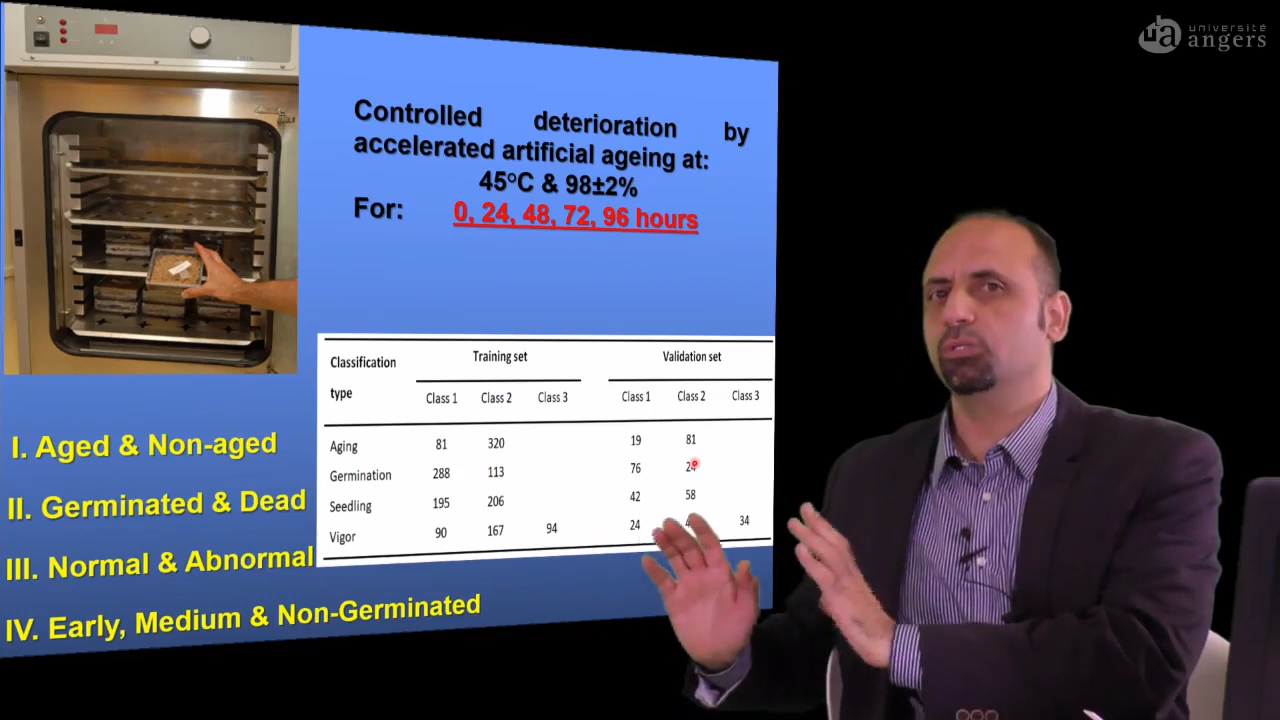 université
angers
Controlled deterioration by
accelerated artificial ageing at:
45°C & 98±2%
For: 0, 24, 48, 72, 96 hours
Classification type Training set Validation set
Class 1 Class 2 Class 3 Class 1 Class 2 Class 3
Aging 81 320 19 81
Germination 288 113 76 24
Seedling 195 206 42 58
Vigor 90 167 94 24 34
I. Aged & Non-aged
II. Germinated & Dead
III. Normal & Abnormal
IV. Early, Medium & Non-Germinated